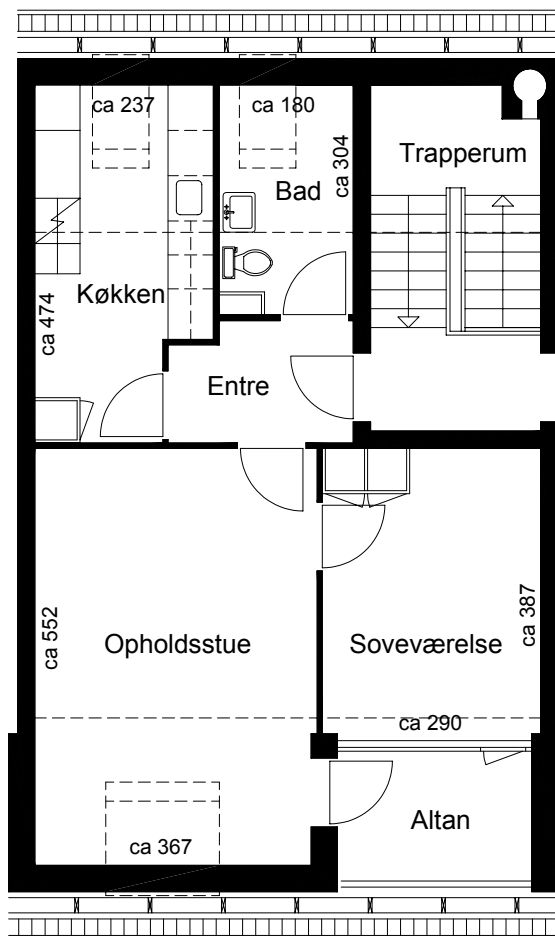 ca 237
ca 180
ca 304
Trapperum
Bad
Køkken
ca 474
Entre
ca 552
Opholdsstue
Soveværelse
ca 387
ca 290
Altan
ca 367